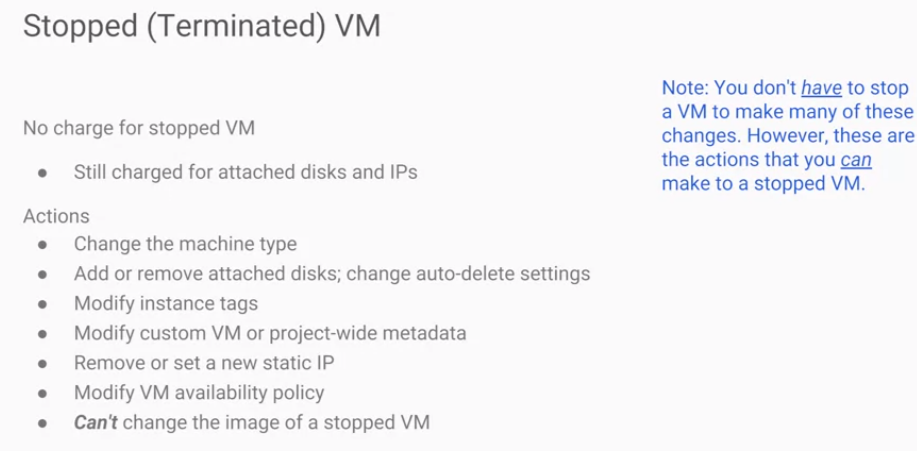 Stopped (Terminated) VM
Note: You don't have to stop
a VM to make many of these
changes. However, these are
the actions that you can
make to a stopped VM.
No charge for stopped VM
● Still charged for attached disks and IPs
Actions
● Change the machine type
● Add or remove attached disks; change auto-delete settings
● Modify instance tags
● Modify custom VM or project-wide metadata
● Remove or set a new static IP
● Modify VM availability policy
● Can't change the image of a stopped VM